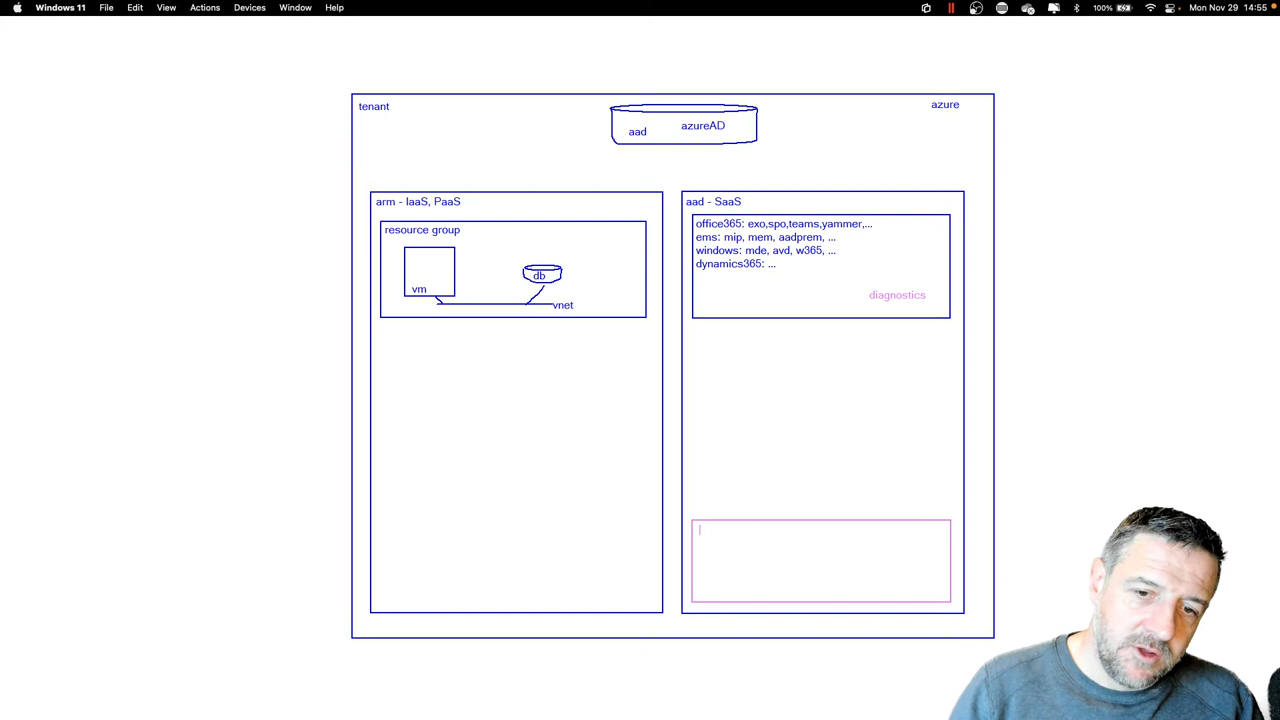 Windows 11 File Edit View Actions Devices Window Help 100% Mon Nov 29 14:55
tenant
azure
aad azureAD
arm - IaaS, PaaS
resource group
vm
db
vnet
aad - SaaS
office365: exo,spo,teams,yammer,...
ems: mip, mem, aadprem, ...
windows: mde, avd, w365, ...
dynamics365: ...
diagnostics